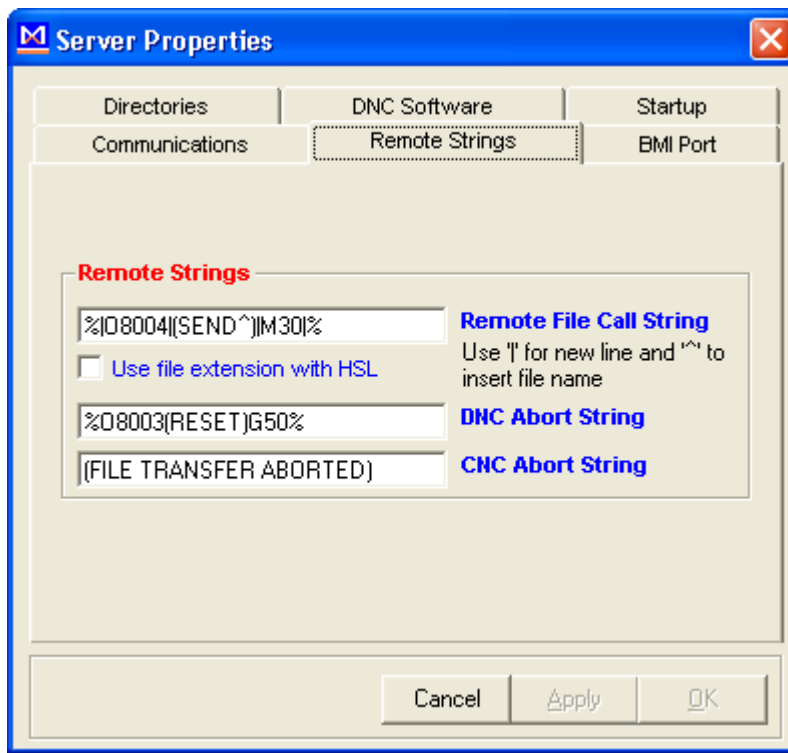 Server Properties
Directories
DNC Software
Startup
Communications
Remote Strings
BMI Port
Remote Strings
%|O8004|(SEND^)|M30|%
Remote File Call String
Use '|' for new line and '^' to
insert file name
Use file extension with HSL
%O8003(RESET)G50%
DNC Abort String
(FILE TRANSFER ABORTED)
CNC Abort String
Cancel
Apply
OK